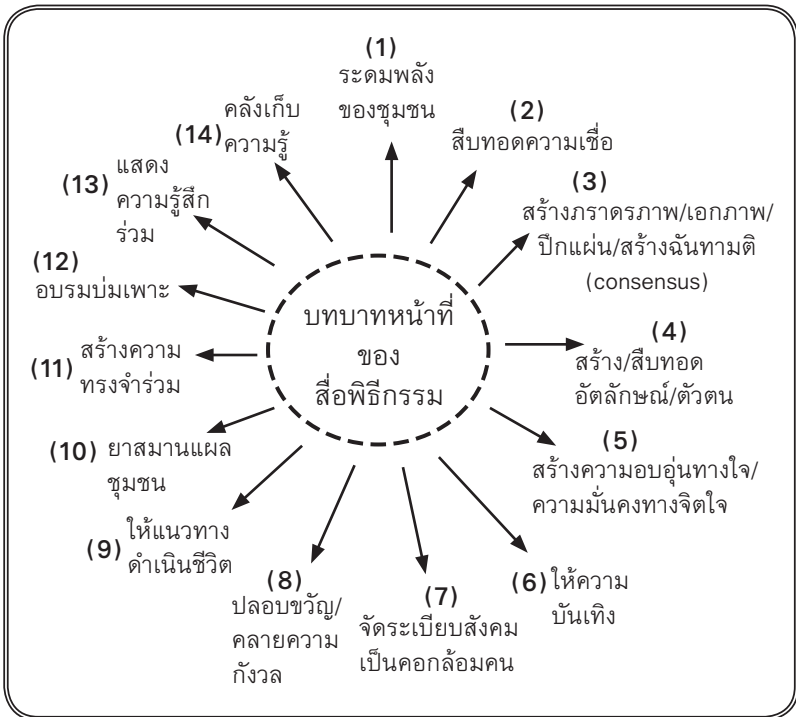 (1)
ระดมพลัง
ของชุมชน
(2)
สืบทอดความเชื่อ
(3)
สร้างภราดรภาพ/เอกภาพ/
ปึกแผ่น/สร้างฉันทามติ
(consensus)
(4)
สร้าง/สืบทอด
อัตลักษณ์/ตัวตน
(5)
สร้างความอบอุ่นทางใจ/
ความมั่นคงทางจิตใจ
(6) ให้ความ
บันเทิง
(7)
จัดระเบียบสังคม
เป็นคอกล้อมคน
(8)
ปลอบขวัญ/
คลายความ
กังวล
(9) ให้แนวทาง
ดำเนินชีวิต
(10) ยาสมานแผล
ชุมชน
(11) สร้างความ
ทรงจำร่วม
(12)
อบรมบ่มเพาะ
(13) แสดง
ความรู้สึก
ร่วม
(14) คลังเก็บ
ความรู้
บทบาทหน้าที่
ของ
สื่อพิธีกรรม